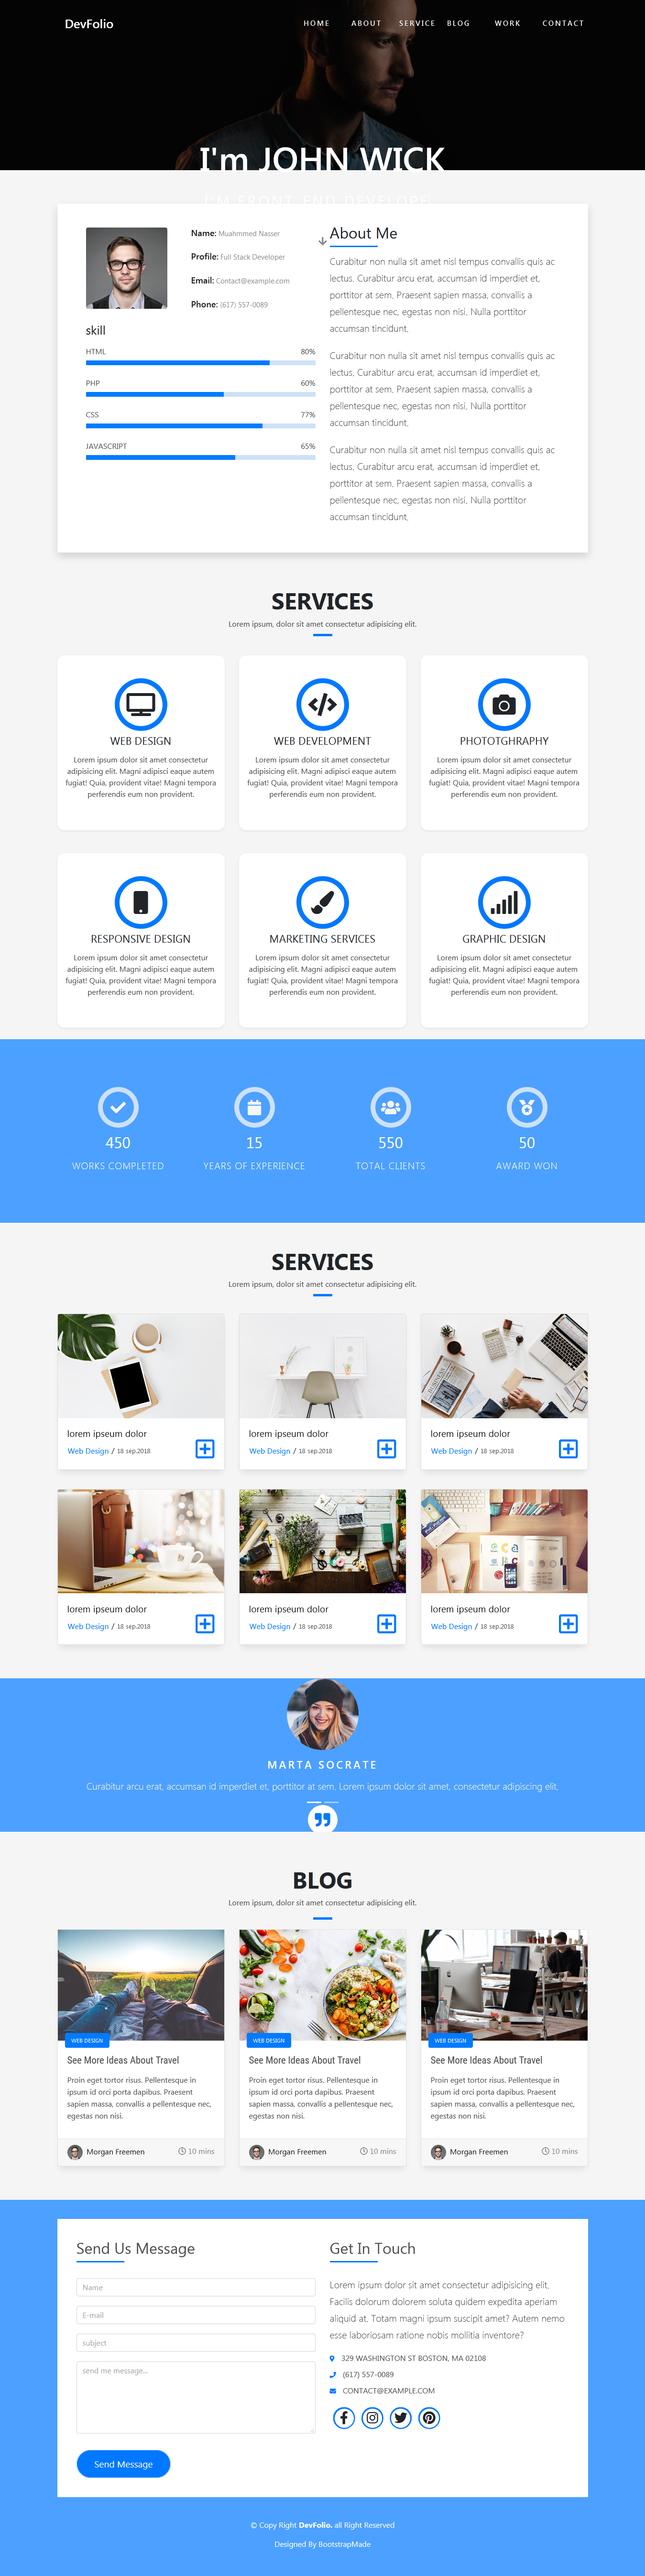 DevFolio
HOME ABOUT SERVICE BLOG WORK CONTACT
I'm JOHN WICK
I'M FRONT END DEVELOPE
Name: Muahmmed Nasser
Profile: Full Stack Developer
Email: Contact@example.com
Phone: (617) 557-0089
skill
HTML 80%
PHP 60%
CSS 77%
JAVASCRIPT 65%
About Me
Curabitur non nulla sit amet nisl tempus convallis quis ac
lectus. Curabitur arcu erat, accumsan id imperdiet et,
porttitor at sem. Praesent sapien massa, convallis a
pellentesque nec, egestas non nisi. Nulla porttitor
accumsan tincidunt.
Curabitur non nulla sit amet nisl tempus convallis quis ac
lectus. Curabitur arcu erat, accumsan id imperdiet et,
porttitor at sem. Praesent sapien massa, convallis a
pellentesque nec, egestas non nisi. Nulla porttitor
accumsan tincidunt.
Curabitur non nulla sit amet nisl tempus convallis quis ac
lectus. Curabitur arcu erat, accumsan id imperdiet et,
porttitor at sem. Praesent sapien massa, convallis a
pellentesque nec, egestas non nisi. Nulla porttitor
accumsan tincidunt.
SERVICES
Lorem ipsum, dolor sit amet consectetur adipisicing elit.
WEB DESIGN
Lorem ipsum dolor sit amet consectetur
adipisicing elit. Magni adipisci eaque autem
fugiat! Quia, provident vitae! Magni tempora
perferendis eum non provident.
WEB DEVELOPMENT
Lorem ipsum dolor sit amet consectetur
adipisicing elit. Magni adipisci eaque autem
fugiat! Quia, provident vitae! Magni tempora
perferendis eum non provident.
PHOTOTGHRAPHY
Lorem ipsum dolor sit amet consectetur
adipisicing elit. Magni adipisci eaque autem
fugiat! Quia, provident vitae! Magni tempora
perferendis eum non provident.
RESPONSIVE DESIGN
Lorem ipsum dolor sit amet consectetur
adipisicing elit. Magni adipisci eaque autem
fugiat! Quia, provident vitae! Magni tempora
perferendis eum non provident.
MARKETING SERVICES
Lorem ipsum dolor sit amet consectetur
adipisicing elit. Magni adipisci eaque autem
fugiat! Quia, provident vitae! Magni tempora
perferendis eum non provident.
GRAPHIC DESIGN
Lorem ipsum dolor sit amet consectetur
adipisicing elit. Magni adipisci eaque autem
fugiat! Quia, provident vitae! Magni tempora
perferendis eum non provident.
450
WORKS COMPLETED
15
YEARS OF EXPERIENCE
550
TOTAL CLIENTS
50
AWARD WON
SERVICES
Lorem ipsum, dolor sit amet consectetur adipisicing elit.
BUSINESS
lorem ipseum dolor
Web Design / 18 sep.2018
lorem ipseum dolor
Web Design / 18 sep.2018
lorem ipseum dolor
Web Design / 18 sep.2018
lorem ipseum dolor
Web Design / 18 sep.2018
lorem ipseum dolor
Web Design / 18 sep.2018
lorem ipseum dolor
Web Design / 18 sep.2018
MARTA SOCRATE
Curabitur arcu erat, accumsan id imperdiet et, porttitor at sem. Lorem ipsum dolor sit amet, consectetur adipiscing elit.
BLOG
Lorem ipsum, dolor sit amet consectetur adipisicing elit.
WEB DESIGN
See More Ideas About Travel
Proin eget tortor risus. Pellentesque in
ipsum id orci porta dapibus. Praesent
sapien massa, convallis a pellentesque nec,
egestas non nisi.
Morgan Freemen 10 mins
WEB DESIGN
See More Ideas About Travel
Proin eget tortor risus. Pellentesque in
ipsum id orci porta dapibus. Praesent
sapien massa, convallis a pellentesque nec,
egestas non nisi.
Morgan Freemen 10 mins
WEB DESIGN
See More Ideas About Travel
Proin eget tortor risus. Pellentesque in
ipsum id orci porta dapibus. Praesent
sapien massa, convallis a pellentesque nec,
egestas non nisi.
Morgan Freemen 10 mins
Send Us Message
Name
E-mail
subject
send me message...
Send Message
Get In Touch
Lorem ipsum dolor sit amet consectetur adipisicing elit.
Facilis dolorum dolorem soluta quidem expedita aperiam
aliquid at. Totam magni ipsum suscipit amet? Autem nemo
esse laboriosam ratione nobis mollitia inventore?
329 WASHINGTON ST BOSTON, MA 02108
(617) 557-0089
CONTACT@EXAMPLE.COM
© Copy Right DevFolio. all Right Reserved
Designed By BootstrapMade